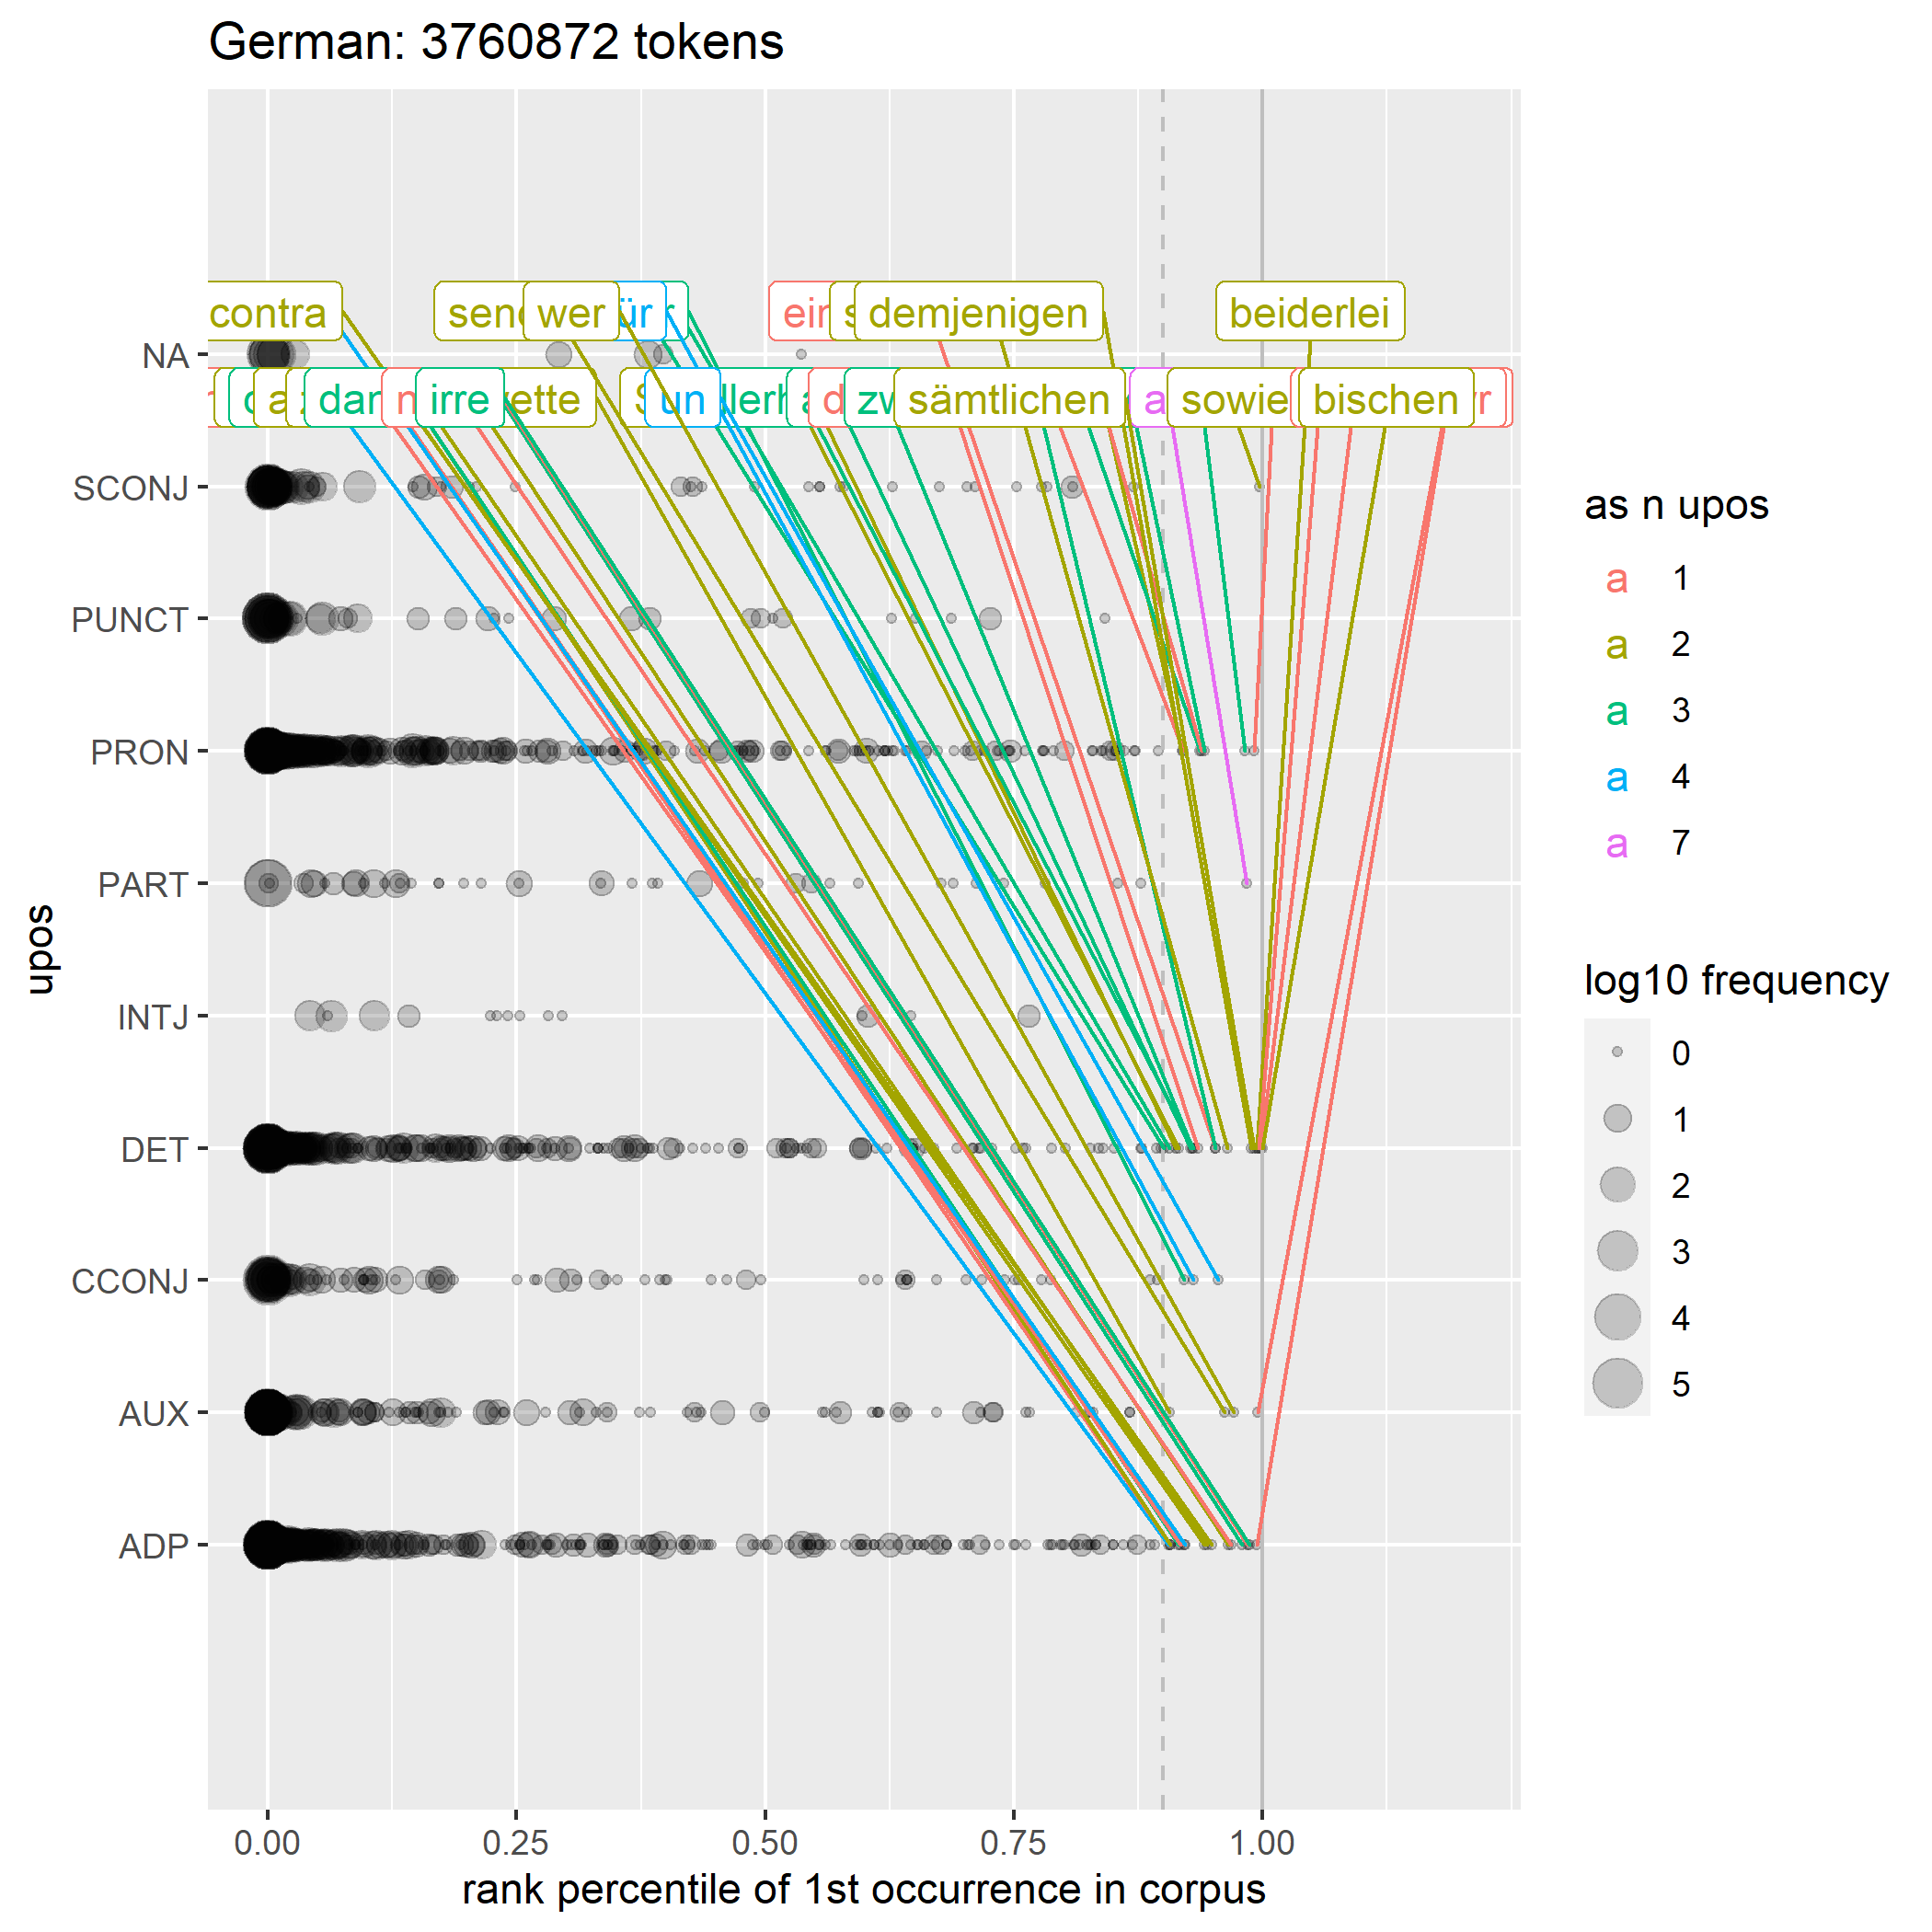 German: 3760872 tokens
contra
wer
demjenigen
beiderlei
NA
irre
un
sämtlichen
sowie
bischen
SCONJ
PUNCT
PRON
PART
INTJ
DET
CCONJ
AUX
ADP
upos
0.00 0.25 0.50 0.75 1.00
rank percentile of 1st occurrence in corpus
as n upos
a 1
a 2
a 3
a 4
a 7
log10 frequency
0
1
2
3
4
5